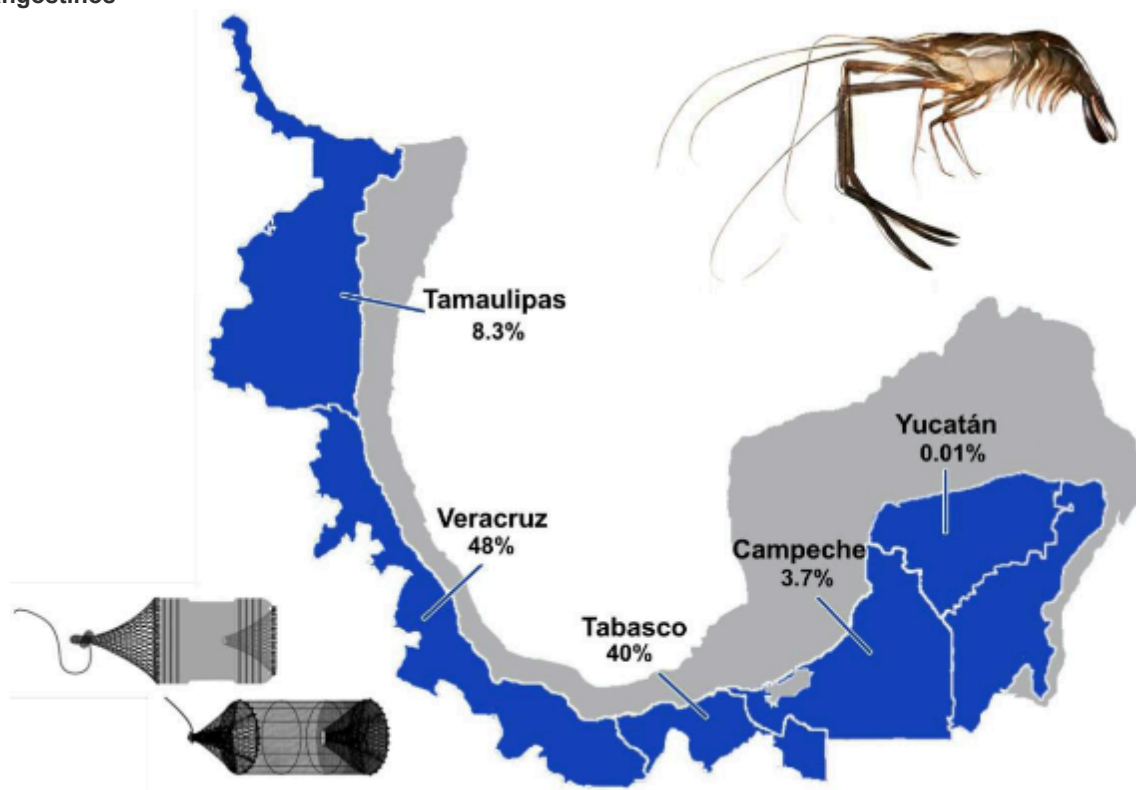 Tamaulipas
8.3%
Yucatán
0.01%
Veracruz
48%
Campeche
3.7%
Tabasco
40%